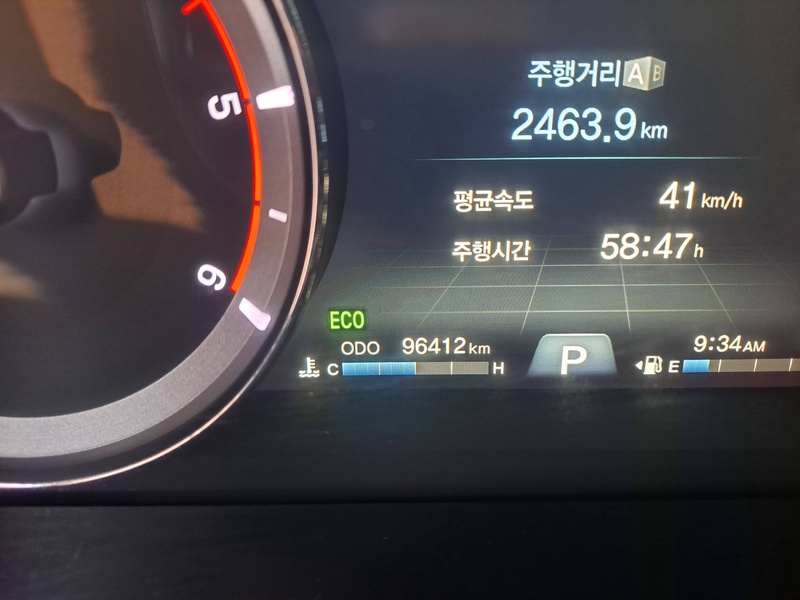 주행거리 A B
2463.9 km
평균속도 41 km/h
주행시간 58:47 h
5
6
ECO
ODO 96412 km
C H
P
9:34 AM
E